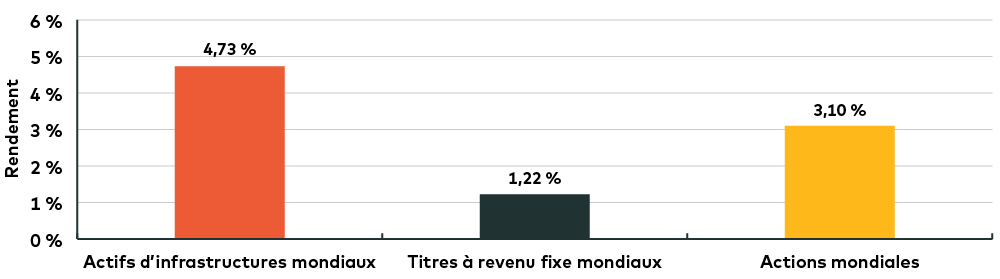 Rendement
6 %
5 %
4 %
3 %
2 %
1 %
0 %
4,73 %
1,22 %
3,10 %
Actifs d’infrastructures mondiaux
Titres à revenu fixe mondiaux
Actions mondiales